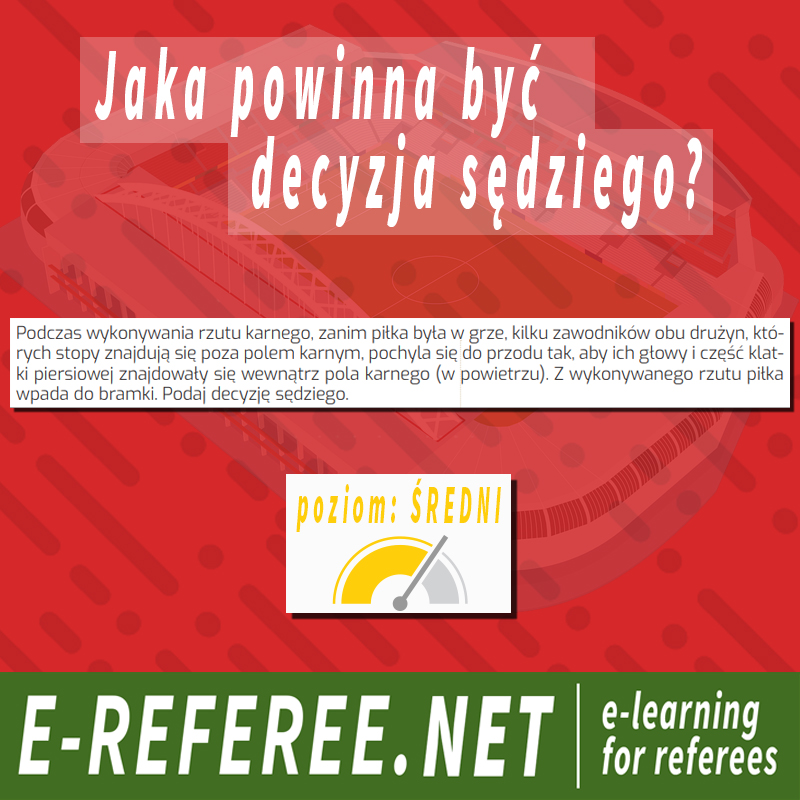 Jaka powinna być
decyzja sędziego?
Podczas wykonywania rzutu karnego, zanim piłka była w grze, kilku zawodników obu drużyn, któ-
rych stopy znajdują się poza polem karnym, pochyla się do przodu tak, aby ich głowy i część klat-
ki piersiowej znajdowały się wewnątrz pola karnego (w powietrzu). Z wykonywanego rzutu piłka
wpada do bramki. Podaj decyzję sędziego.
poziom: ŚREDNI
E-REFEREE.NET
e-learning
for referees